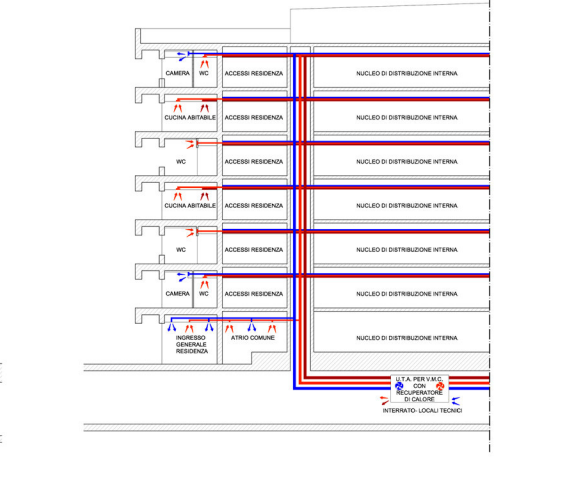 CAMERA WC ACCESSI RESIDENZA NUCLEO DI DISTRIBUZIONE INTERNA
CUCINA ABITABILE ACCESSI RESIDENZA NUCLEO DI DISTRIBUZIONE INTERNA
WC ACCESSI RESIDENZA NUCLEO DI DISTRIBUZIONE INTERNA
CUCINA ABITABILE ACCESSI RESIDENZA NUCLEO DI DISTRIBUZIONE INTERNA
WC ACCESSI RESIDENZA NUCLEO DI DISTRIBUZIONE INTERNA
CAMERA WC ACCESSI RESIDENZA NUCLEO DI DISTRIBUZIONE INTERNA
INGRESSO
GENERALE
RESIDENZA
ATRIO COMUNE
NUCLEO DI DISTRIBUZIONE INTERNA
U.T.A. PER V.M.C.
CON
RECUPERATORE
DI CALORE
INTERRATO- LOCALI TECNICI